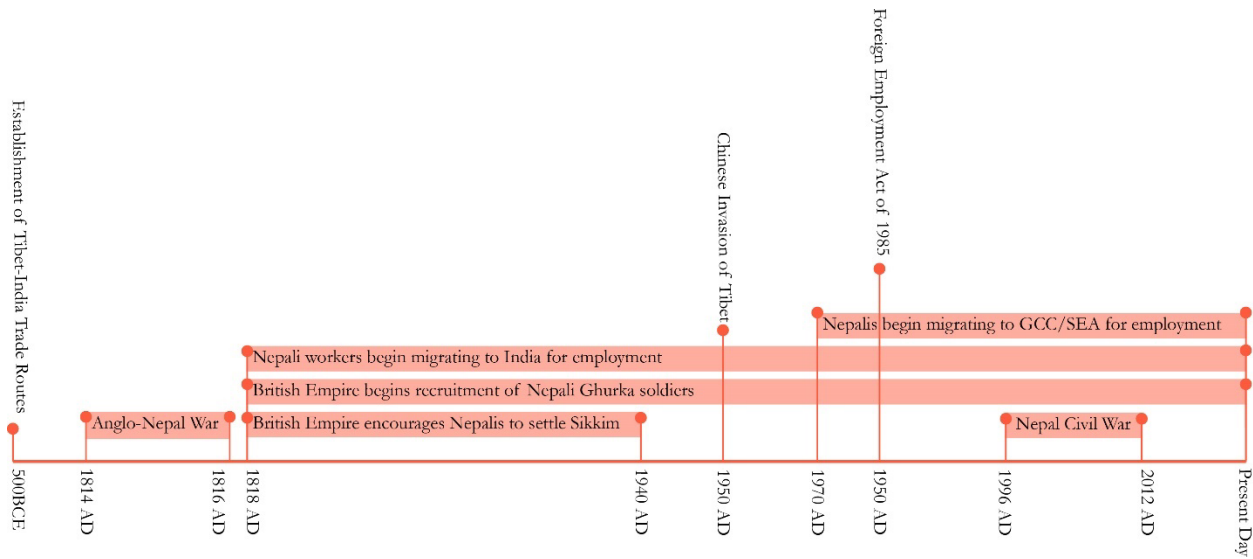 Establishment of Tibet-India Trade Routes
Foreign Employment Act of 1985
Chinese Invasion of Tibet
Nepalis begin migrating to GCC/SEA for employment
Nepali workers begin migrating to India for employment
British Empire begins recruitment of Nepali Ghurka soldiers
Anglo-Nepal War
British Empire encourages Nepalis to settle Sikkim
Nepal Civil War
500BCE
1814 AD
1816 AD
1818 AD
1940 AD
1950 AD
1970 AD
1950 AD
1996 AD
2012 AD
Present Day